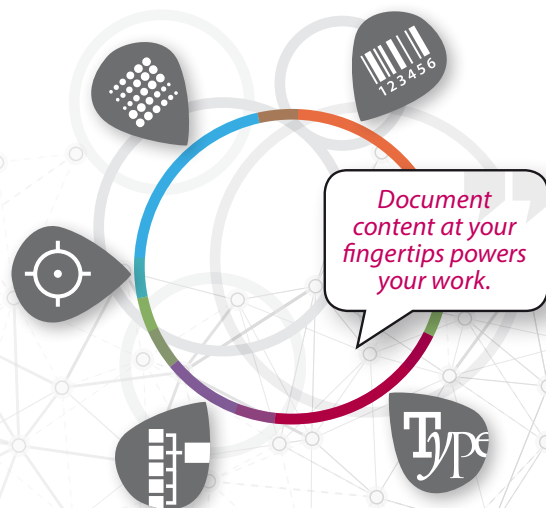 123456
Document
content at your
fingertips powers
your work.
Type